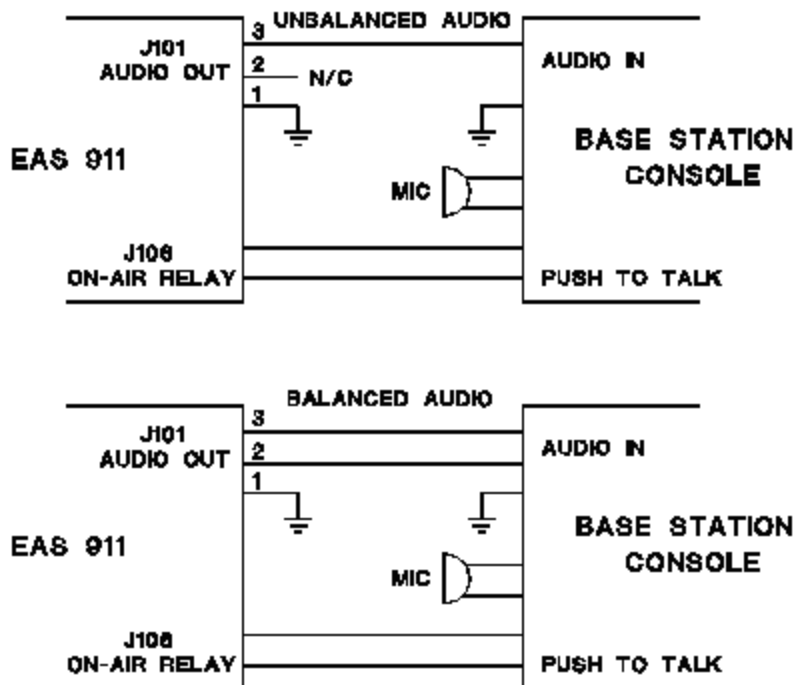 UNBALANCED AUDIO
3
J101
AUDIO OUT
2
N/C
1
AUDIO IN
EAS 911
BASE STATION
CONSOLE
MIC
J106
ON-AIR RELAY
PUSH TO TALK
BALANCED AUDIO
3
J101
AUDIO OUT
2
1
AUDIO IN
EAS 911
BASE STATION
CONSOLE
MIC
J106
ON-AIR RELAY
PUSH TO TALK